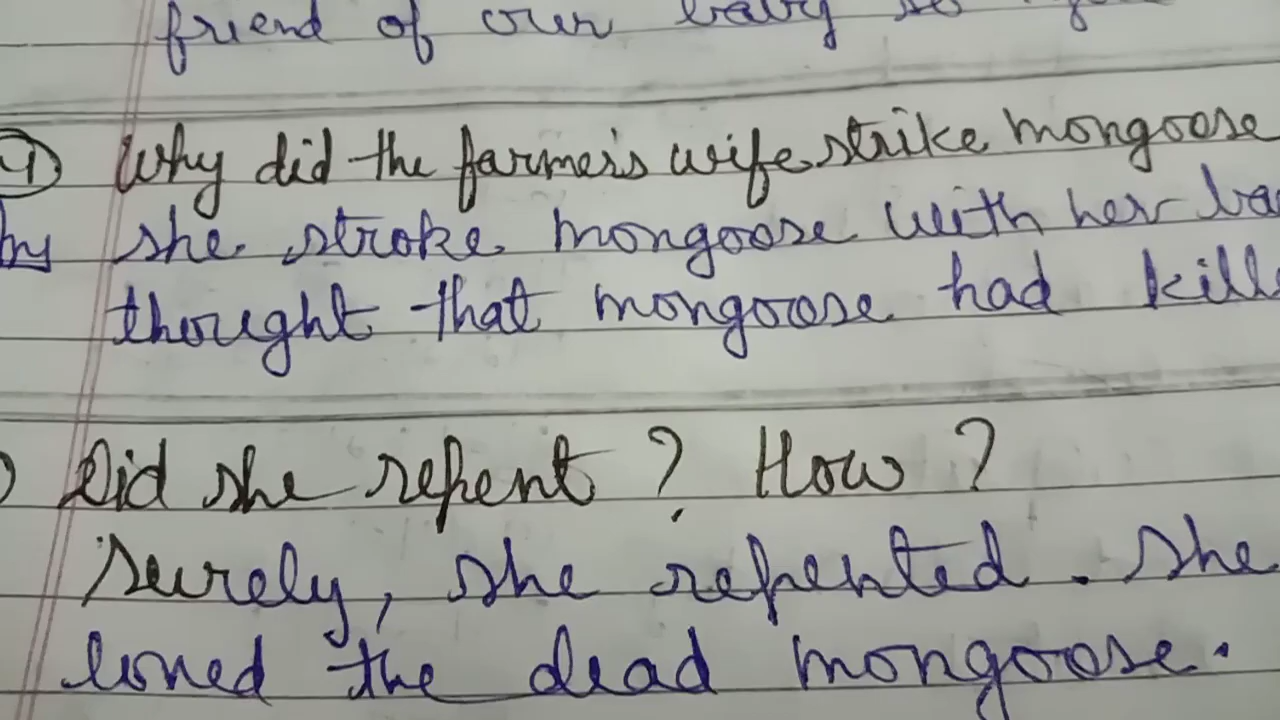 friend of our
4) Why did the farmer's wife strike mongoose
she stroke mongoose with her
thought that mongoose had
Did she repent ? How ?
Surely, she repented. She
loved the dead mongoose.